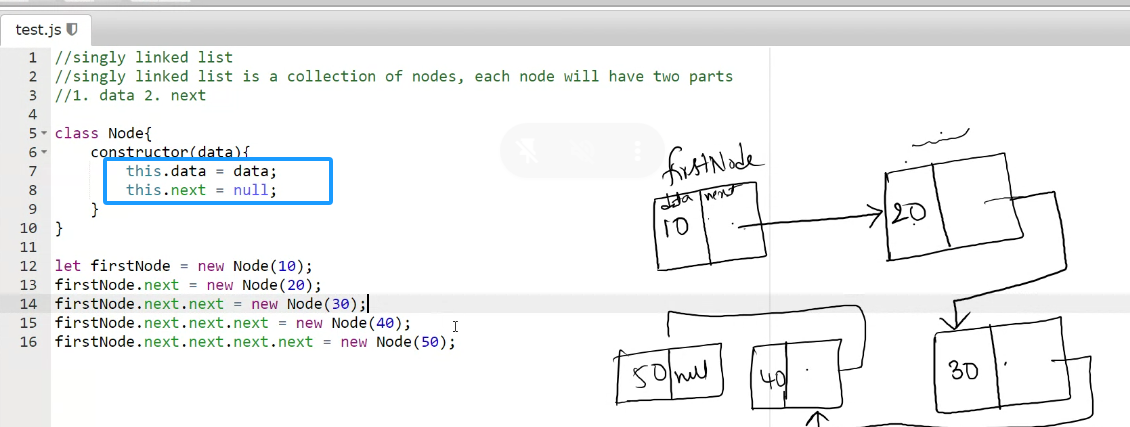 test.js
1 //singly linked list
2 //singly linked list is a collection of nodes, each node will have two parts
3 //1. data 2. next
4
5 class Node{
6     constructor(data){
7         this.data = data;
8         this.next = null;
9     }
10 }
11
12 let firstNode = new Node(10);
13 firstNode.next = new Node(20);
14 firstNode.next.next = new Node(30);
15 firstNode.next.next.next = new Node(40);
16 firstNode.next.next.next.next = new Node(50);
firstNode
data next
10
20
50 null
40
30